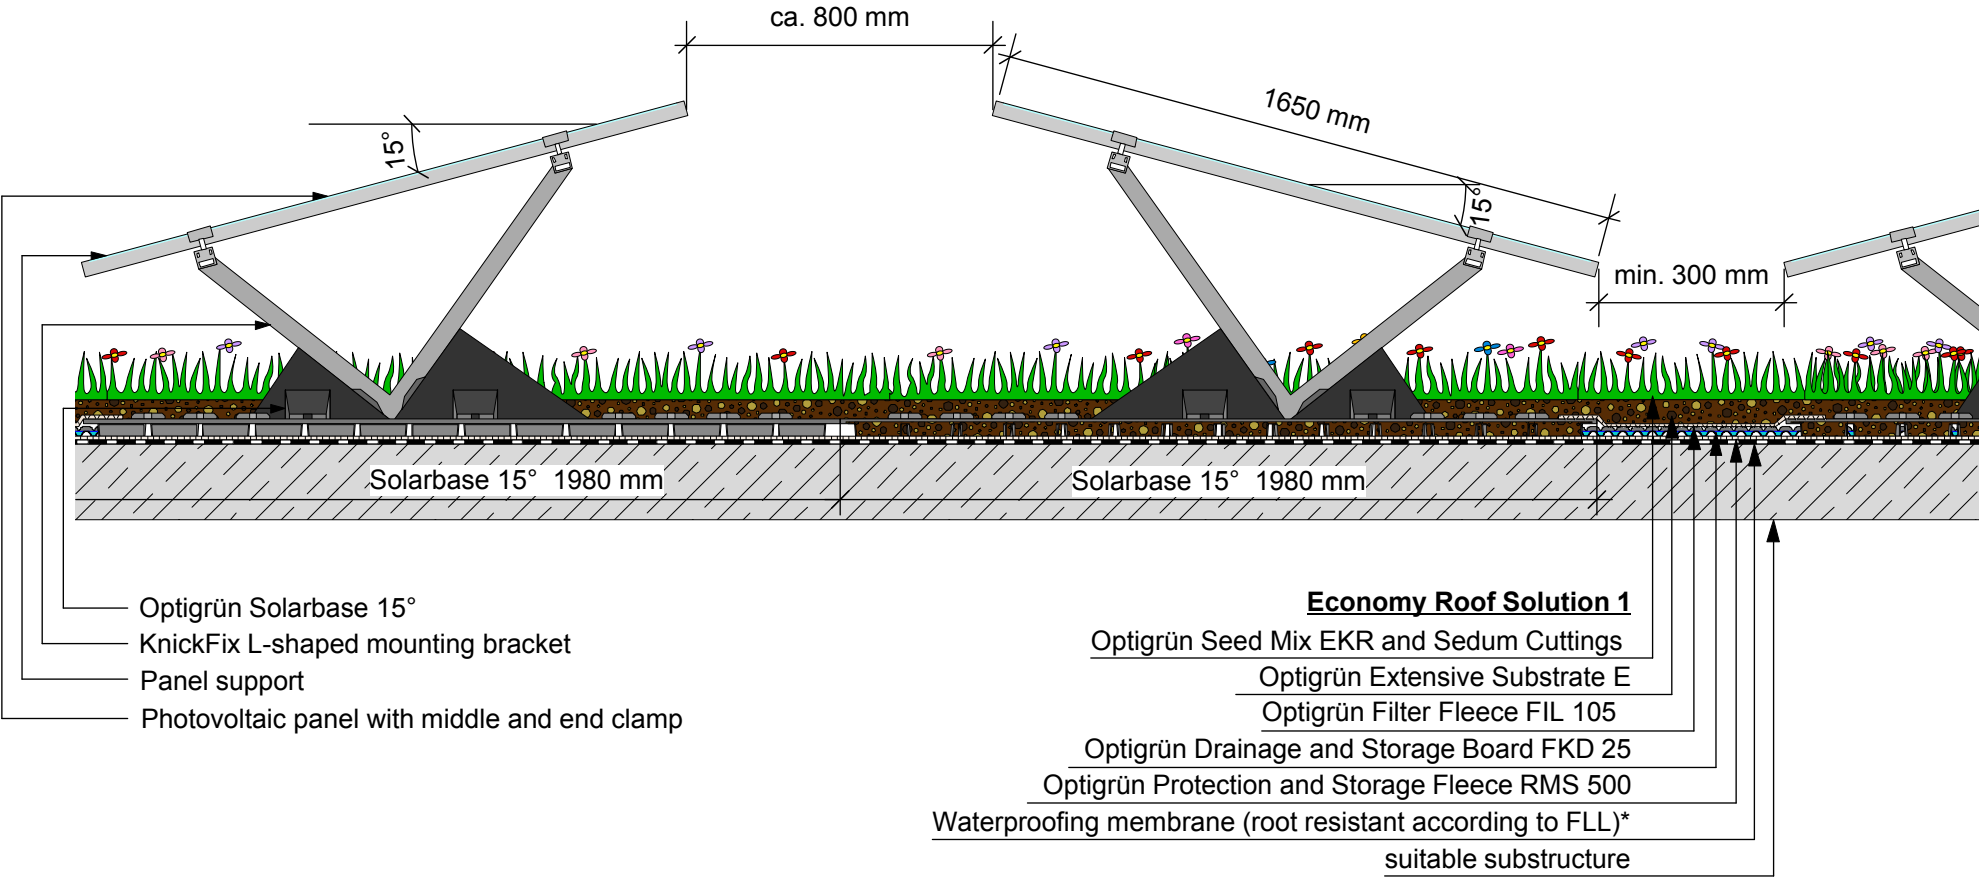 ca. 800 mm
1650 mm
15°
15°
min. 300 mm
Solarbase 15° 1980 mm
Solarbase 15° 1980 mm
Optigrün Solarbase 15°
KnickFix L-shaped mounting bracket
Panel support
Photovoltaic panel with middle and end clamp
Economy Roof Solution 1
Optigrün Seed Mix EKR and Sedum Cuttings
Optigrün Extensive Substrate E
Optigrün Filter Fleece FIL 105
Optigrün Drainage and Storage Board FKD 25
Optigrün Protection and Storage Fleece RMS 500
Waterproofing membrane (root resistant according to FLL)*
suitable substructure